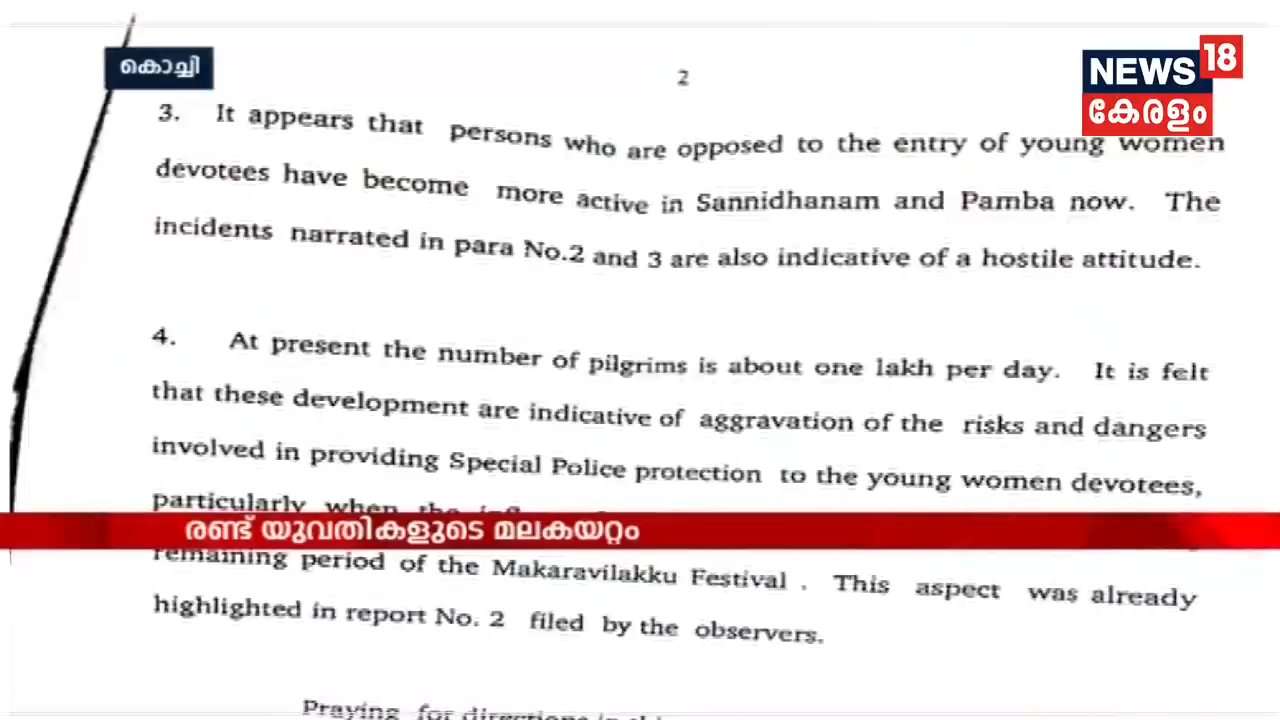 കൊച്ചി
2
NEWS 18
കേരളം
3. It appears that persons who are opposed to the entry of young women
devotees have become more active in Sannidhanam and Pamba now. The
incidents narrated in para No.2 and 3 are also indicative of a hostile attitude.
4. At present the number of pilgrims is about one lakh per day. It is felt
that these development are indicative of aggravation of the risks and dangers
involved in providing Special Police protection to the young women devotees,
particularly when the
രണ്ട് യുവതികളുടെ മലകയറ്റം
remaining period of the Makaravilakku Festival . This aspect was already
highlighted in report No. 2 filed by the observers.
Praying for directions in